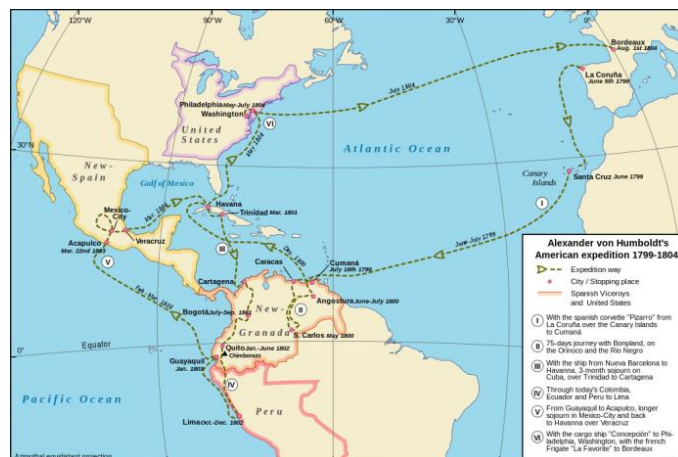 120°W
90°W
60°W
30°W
0°
Bordeaux
Aug. 1st 1804
La Coruña
June 5th 1799
July 1804
Philadelphia May-July 1804
Washington
VI
United
States
May 1804
30°N
Atlantic Ocean
New-
Spain
Gulf of Mexico
Canary
Islands
Santa Cruz June 1799
I
Mexico-
City
Havana
Trinidad Mar. 1801
Acapulco
Mar. 22nd 1803
Veracruz
V
III
Dec. 1800
June-July 1799
Caracas
Cumaná
July 16th 1799
Cartagena
Angostura June-July 1800
II
Bogotá July-Sep. 1801
New-
Granada
S. Carlos May 1800
Equator
0°
Quito Jan.-June 1802
Chimborazo
Guayaquil
Jan. 1803
IV
Pacific Ocean
Peru
Lima Oct.-Dec. 1802
Azimuthal equidistant projection
Alexander von Humboldt's
American expedition 1799-1804
Expedition way
City / Stopping place
Spanish Viceroys
and United States
I With the spanish corvette "Pizarro" from
La Coruña over the Canary Islands
to Cumaná
II 75-days journey with Bonpland, on
the Orinoco and the Rio Negro
III With the ship from Nueva Barcelona to
Havanna, 3-month sojourn on
Cuba, over Trinidad to Cartagena
IV Through today's Colombia,
Ecuador and Peru to Lima
V From Guayaquil to Acapulco, longer
sojourn in Mexico-City and back
to Havanna over Veracruz
VI With the cargo ship "Concepción" to Phi-
ladelphia, Washington, with the french
Frigate "La Favorite" to Bordeaux